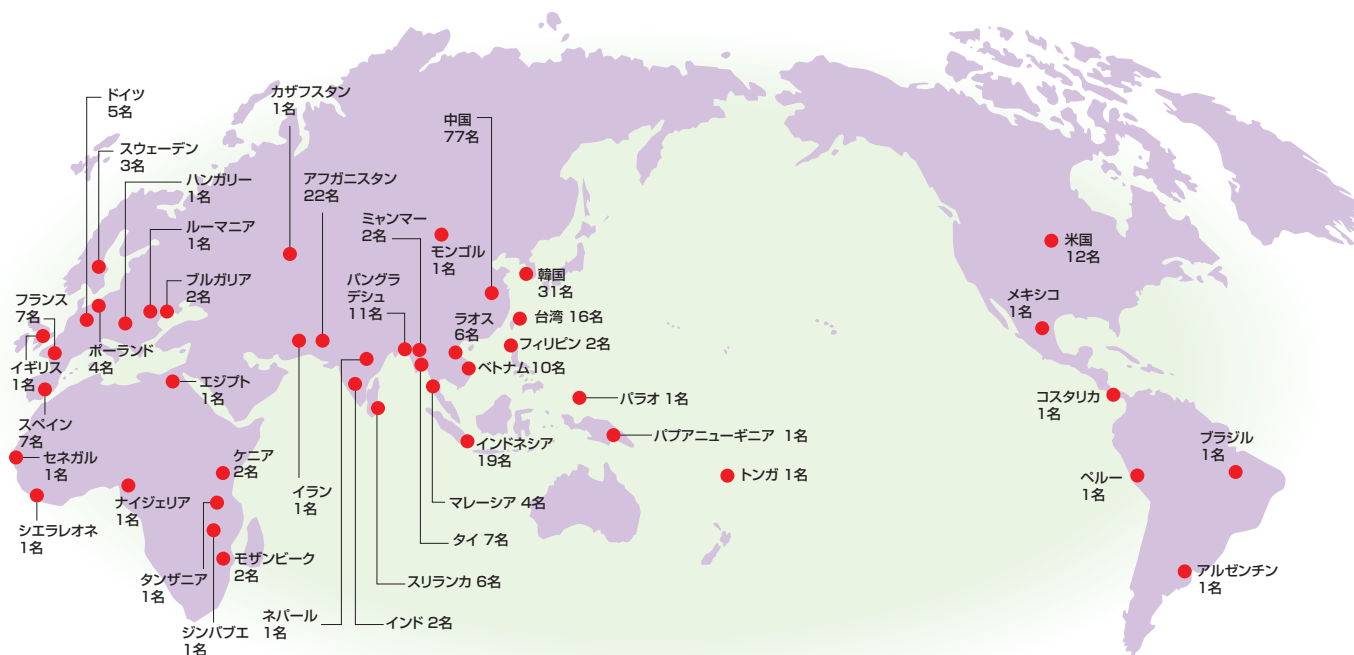 ドイツ
5名
カザフスタン
1名
中国
77名
スウェーデン
3名
ハンガリー
1名
アフガニスタン
22名
ルーマニア
1名
ミャンマー
2名
モンゴル
1名
ブルガリア
2名
バングラ
デシュ
11名
韓国
31名
米国
12名
フランス
7名
ラオス
6名
台湾 16名
メキシコ
1名
イギリス
1名
ポーランド
4名
フィリピン 2名
ベトナム10名
エジプト
1名
パラオ 1名
コスタリカ
1名
スペイン
7名
インドネシア
19名
パプアニューギニア 1名
セネガル
1名
ケニア
2名
ブラジル
1名
トンガ 1名
ペルー
1名
ナイジェリア
1名
イラン
1名
マレーシア 4名
シエラレオネ
1名
タイ 7名
モザンビーク
2名
タンザニア
1名
スリランカ 6名
アルゼンチン
1名
ネパール
1名
インド 2名
ジンバブエ
1名